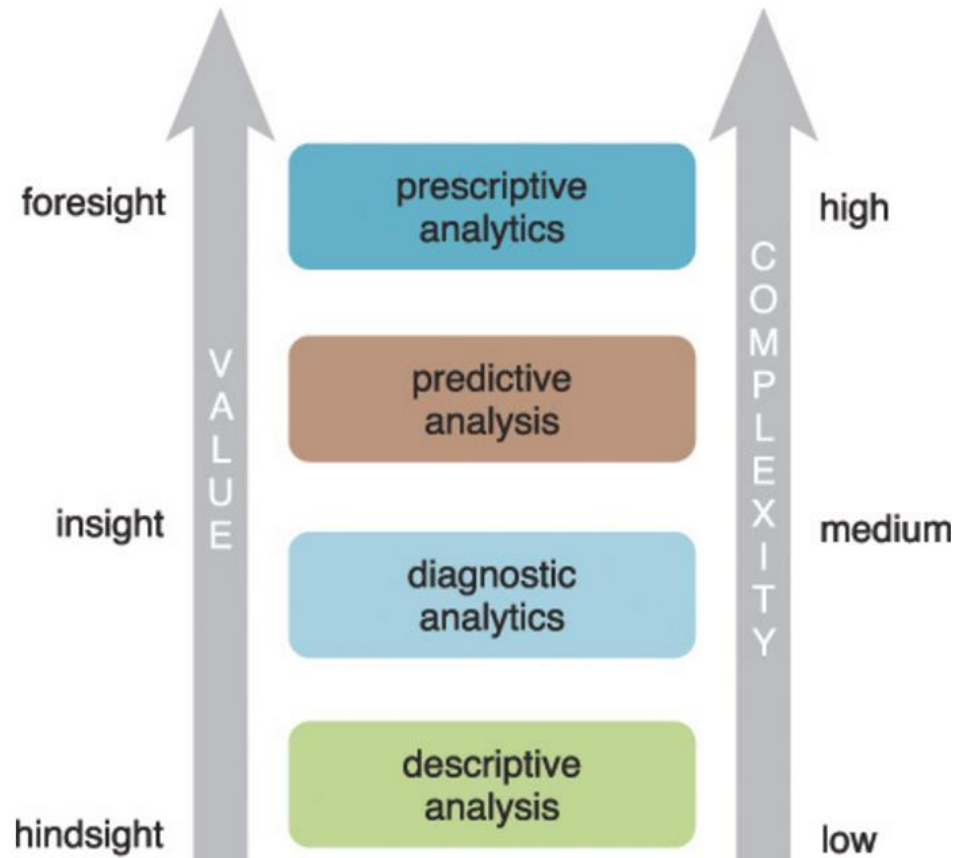 foresight
prescriptive
analytics
high
VALUE
COMPLEXITY
predictive
analysis
insight
medium
diagnostic
analytics
descriptive
analysis
hindsight
low